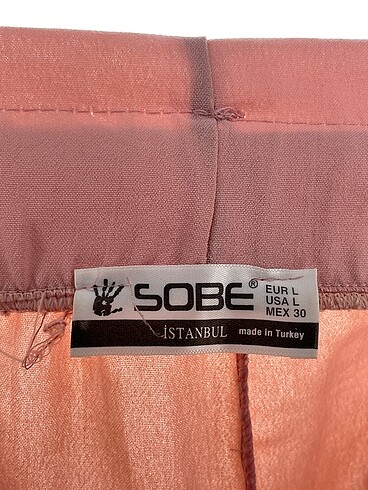 SOBE®
EUR L
USA L
MEX 30
İSTANBUL made in Turkey